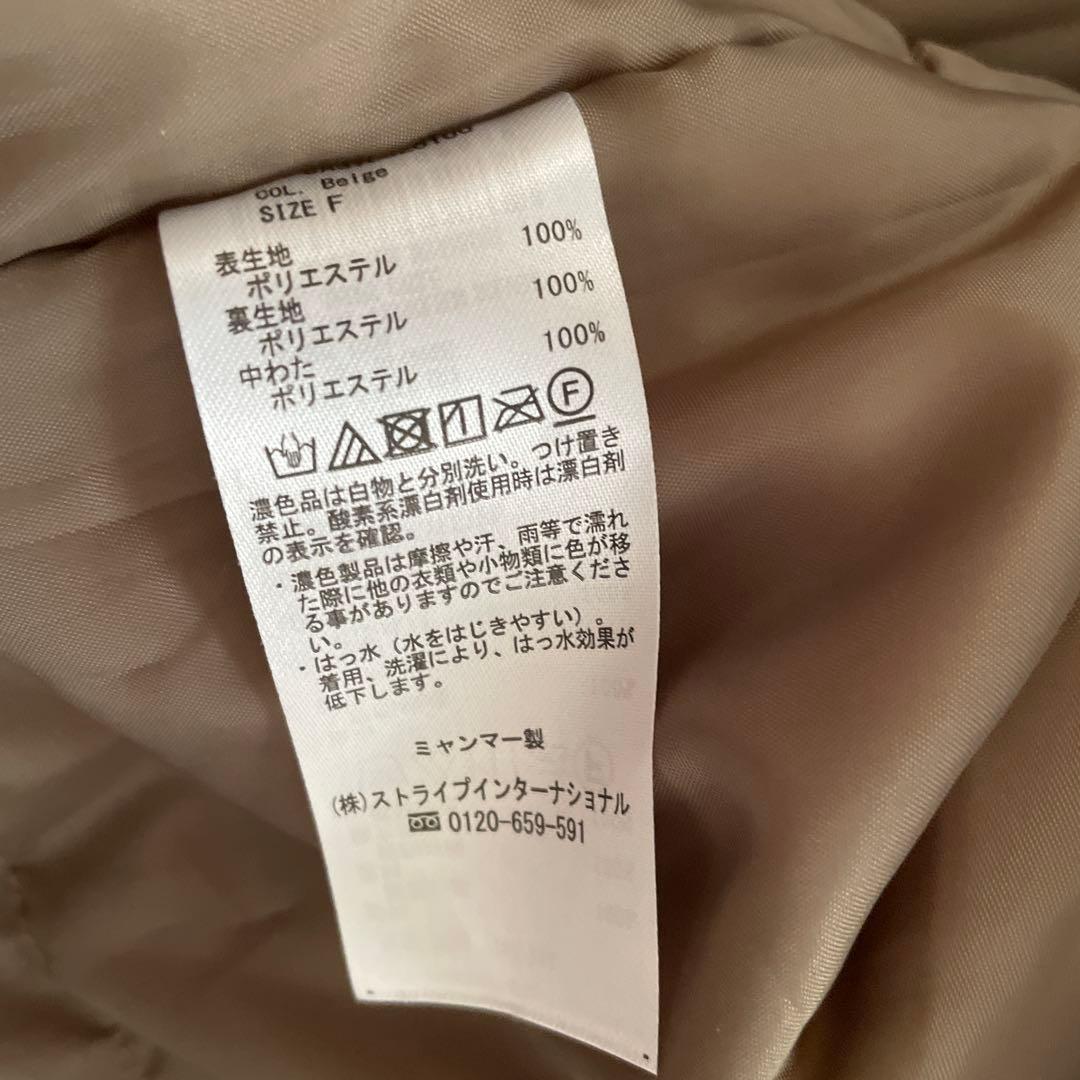 COL. Beige
SIZE F
表生地
ポリエステル 100%
裏生地
ポリエステル 100%
中わた
ポリエステル 100%
F
濃色品は白物と分別洗い。つけ置き
禁止。酸素系漂白剤使用時は漂白剤
の表示を確認。
・濃色製品は摩擦や汗、雨等で濡れ
た際に他の衣類や小物類に色が移
る事がありますのでご注意くださ
い。
・はっ水（水をはじきやすい）。
着用、洗濯により、はっ水効果が
低下します。
ミャンマー製
(株)ストライプインターナショナル
0120-659-591